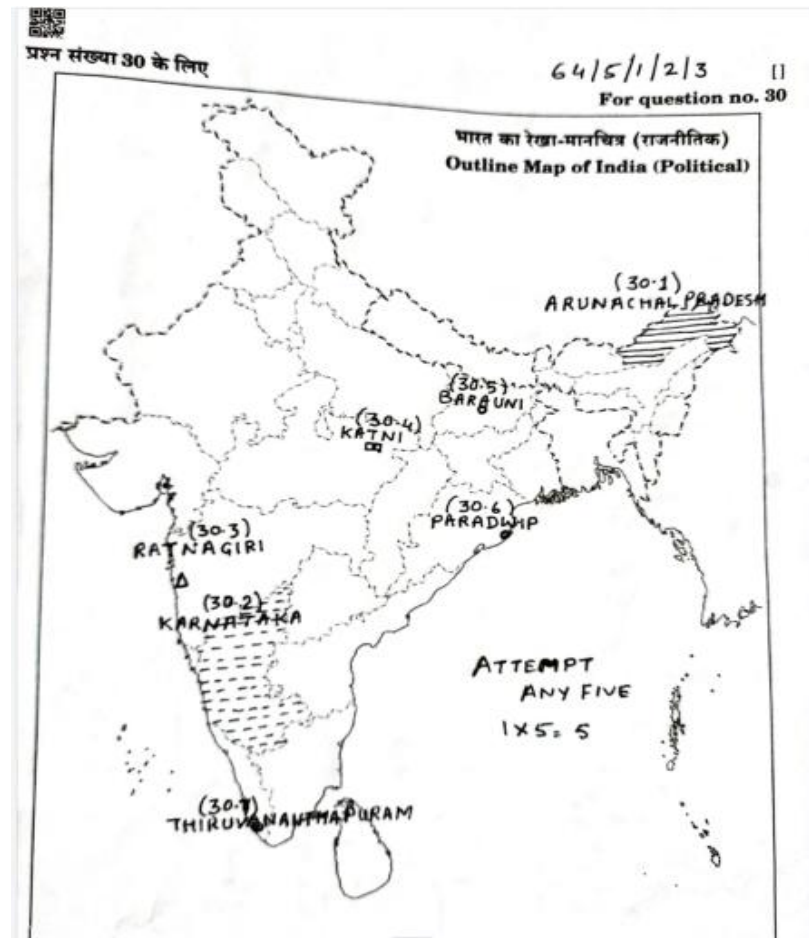 प्रश्न संख्या 30 के लिए
64/5/1/2/3 []
For question no. 30
भारत का रेखा-मानचित्र (राजनीतिक)
Outline Map of India (Political)
(30.1)
ARUNACHAL PRADESH
(30.5)
BARAUNI
(30.4)
KATNI
(30.6)
PARADWIP
(30.3)
RATNAGIRI
(30.2)
KARNATAKA
ATTEMPT
ANY FIVE
1X5= 5
(30.7)
THIRUVANANTHAPURAM